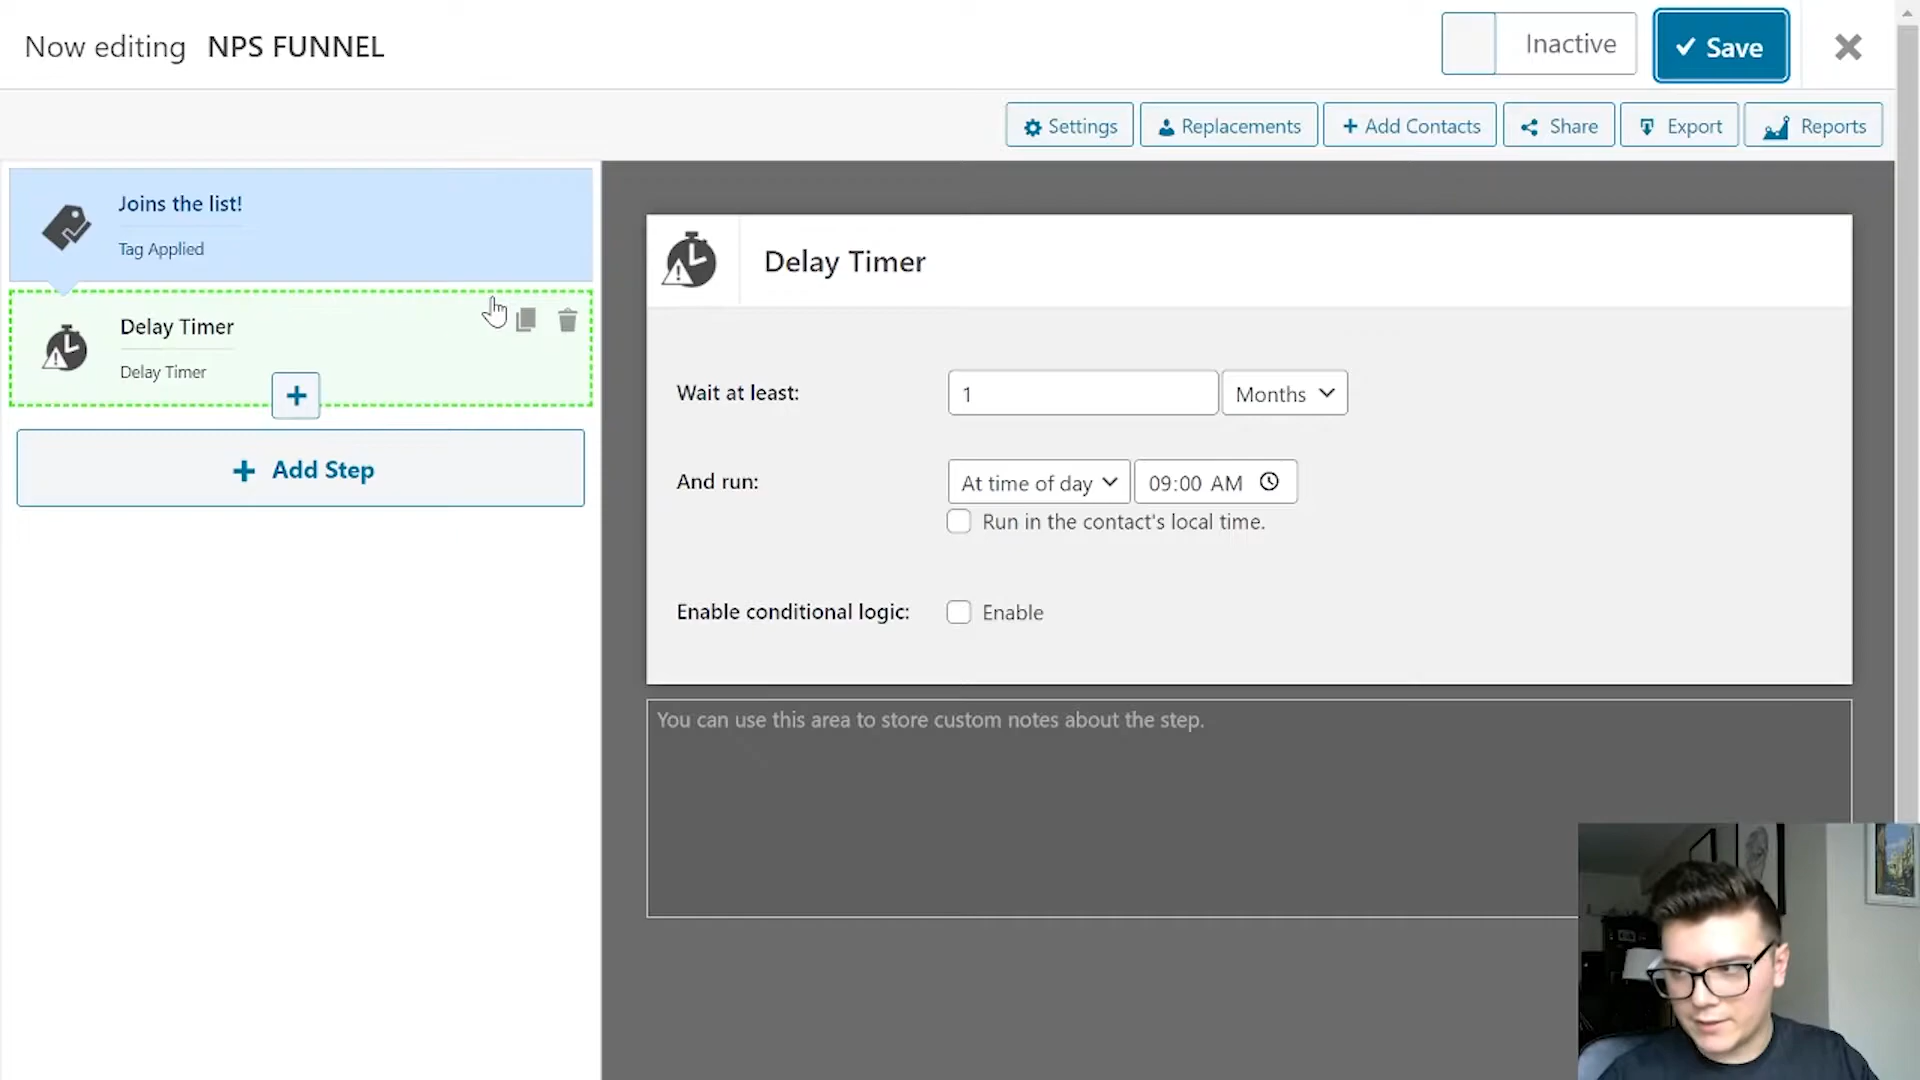 Now editing NPS FUNNEL
Inactive
Save
Settings
Replacements
Add Contacts
Share
Export
Reports
Joins the list!
Tag Applied
Delay Timer
Delay Timer
+ Add Step
Delay Timer
Wait at least: 1 Months
And run: At time of day 09:00 AM
Run in the contact's local time.
Enable conditional logic: Enable
You can use this area to store custom notes about the step.